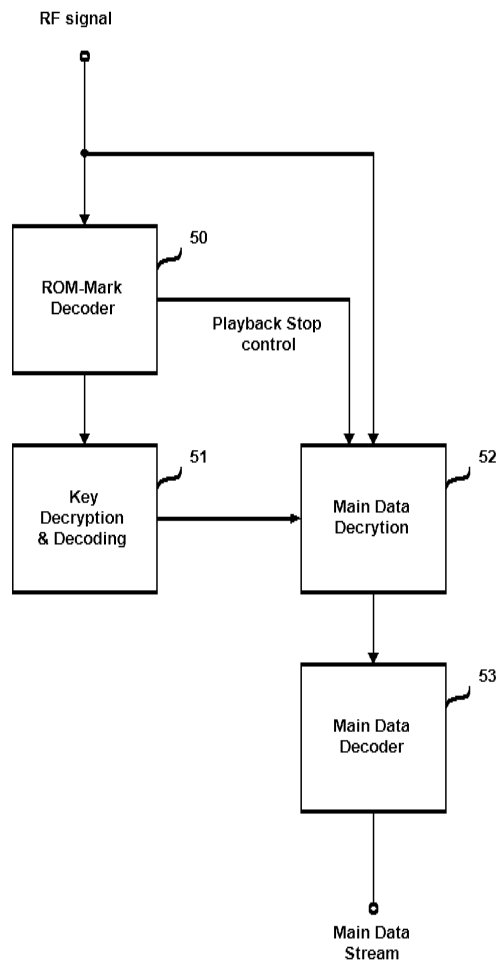 RF signal
50
ROM-Mark
Decoder
Playback Stop
control
51
Key
Decryption
& Decoding
52
Main Data
Decrytion
53
Main Data
Decoder
Main Data
Stream